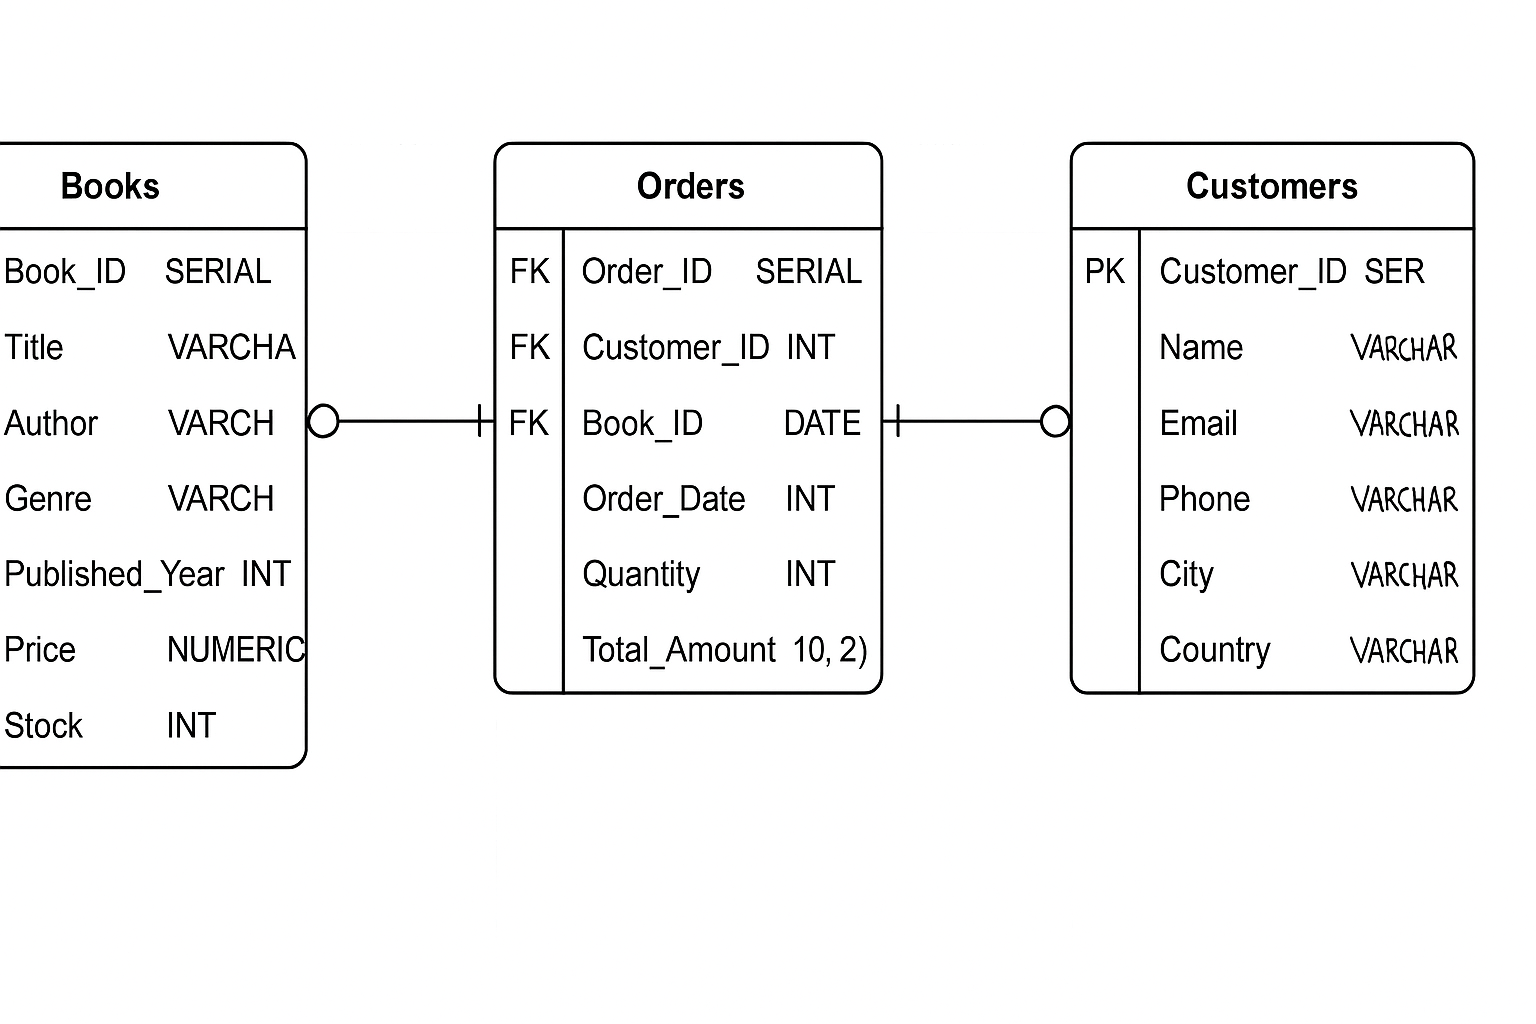 Books
Book_ID SERIAL
Title VARCHA
Author VARCH
Genre VARCH
Published_Year INT
Price NUMERIC
Stock INT
Orders
FK Order_ID SERIAL
FK Customer_ID INT
FK Book_ID DATE
Order_Date INT
Quantity INT
Total_Amount 10, 2)
Customers
PK Customer_ID SER
Name VARCHAR
Email VARCHAR
Phone VARCHAR
City VARCHAR
Country VARCHAR